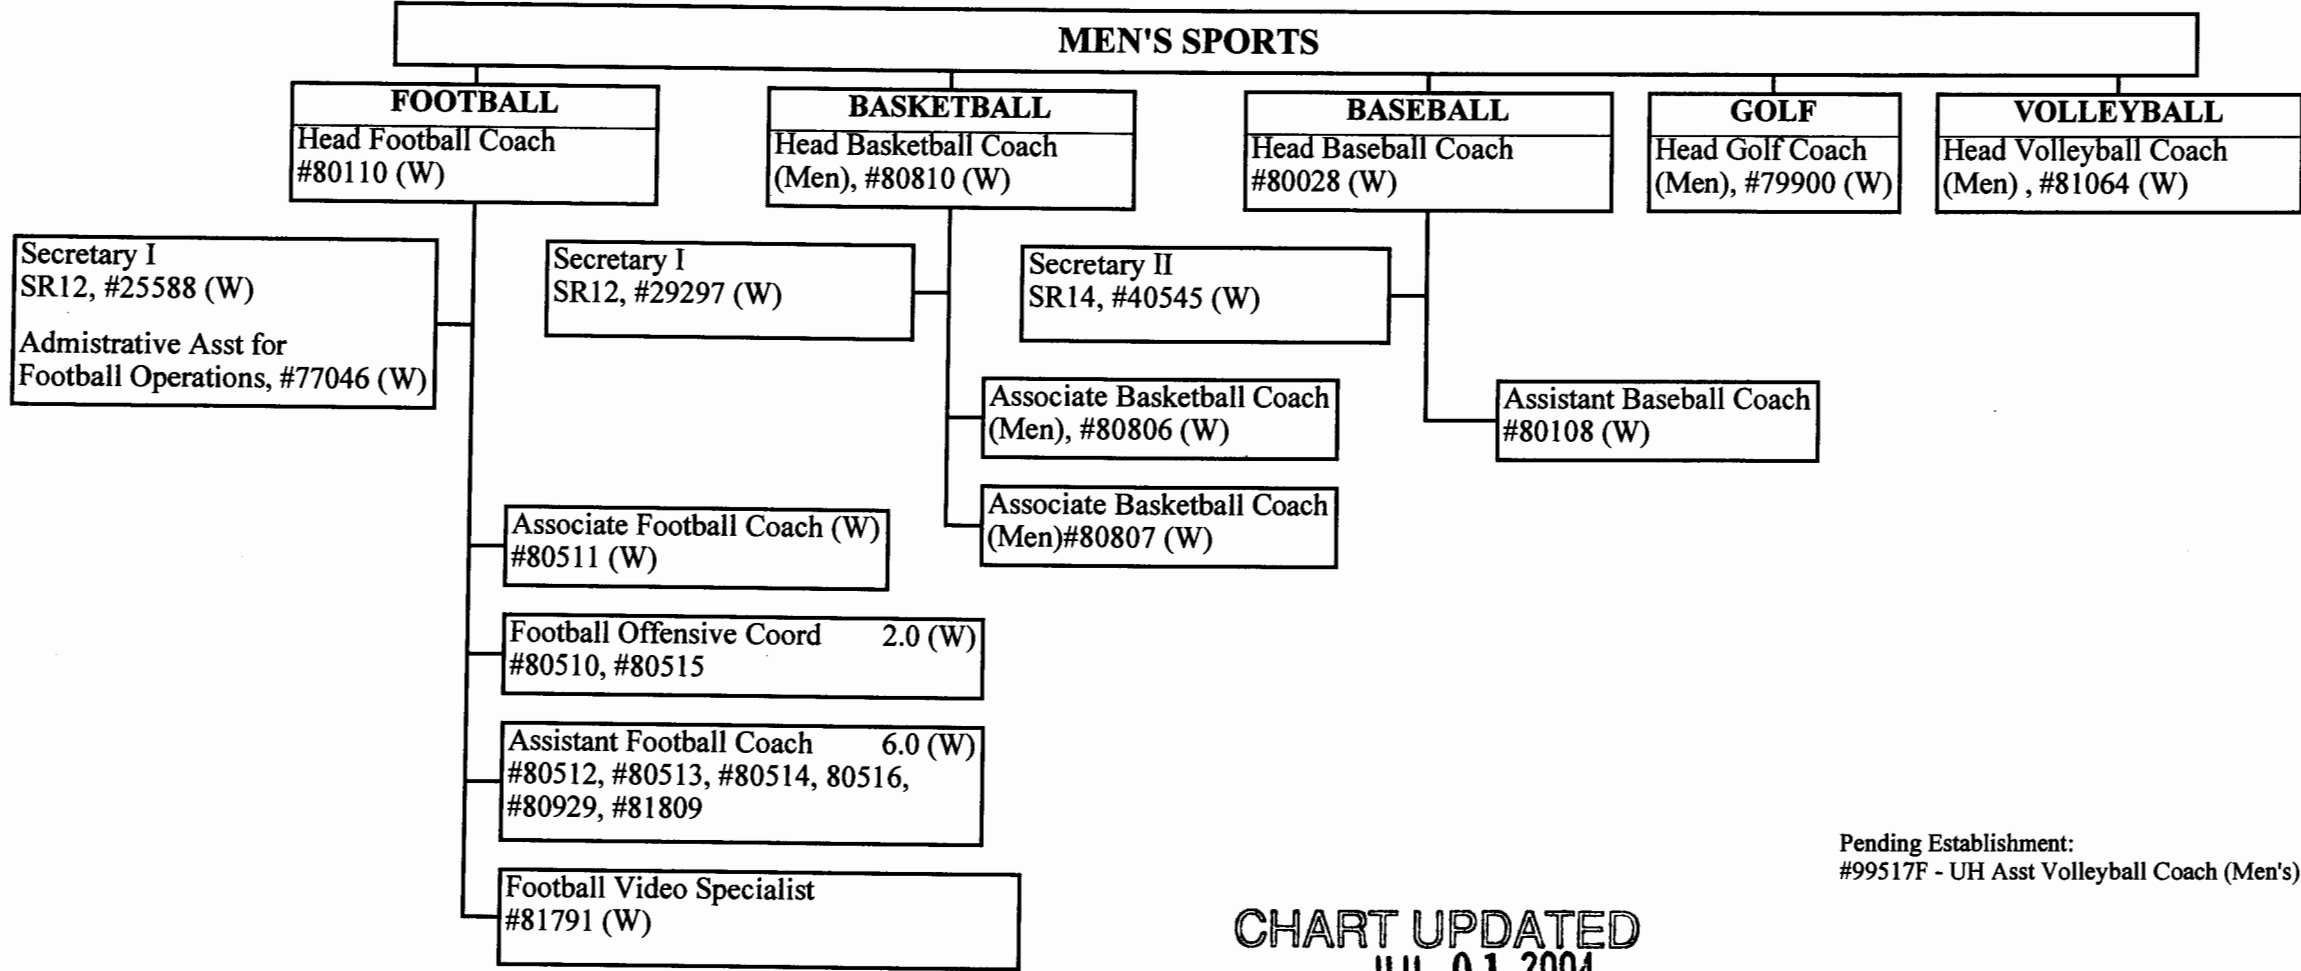 MEN'S SPORTS
FOOTBALL
Head Football Coach
#80110 (W)
BASKETBALL
Head Basketball Coach
(Men), #80810 (W)
BASEBALL
Head Baseball Coach
#80028 (W)
GOLF
Head Golf Coach
(Men), #79900 (W)
VOLLEYBALL
Head Volleyball Coach
(Men) , #81064 (W)
Secretary I
SR12, #25588 (W)
Admistrative Asst for
Football Operations, #77046 (W)
Secretary I
SR12, #29297 (W)
Secretary II
SR14, #40545 (W)
Associate Basketball Coach
(Men), #80806 (W)
Associate Basketball Coach
(Men)#80807 (W)
Assistant Baseball Coach
#80108 (W)
Associate Football Coach (W)
#80511 (W)
Football Offensive Coord 2.0 (W)
#80510, #80515
Assistant Football Coach 6.0 (W)
#80512, #80513, #80514, 80516,
#80929, #81809
Football Video Specialist
#81791 (W)
Pending Establishment:
#99517F - UH Asst Volleyball Coach (Men's)
CHART UPDATED
JUL 01 2004